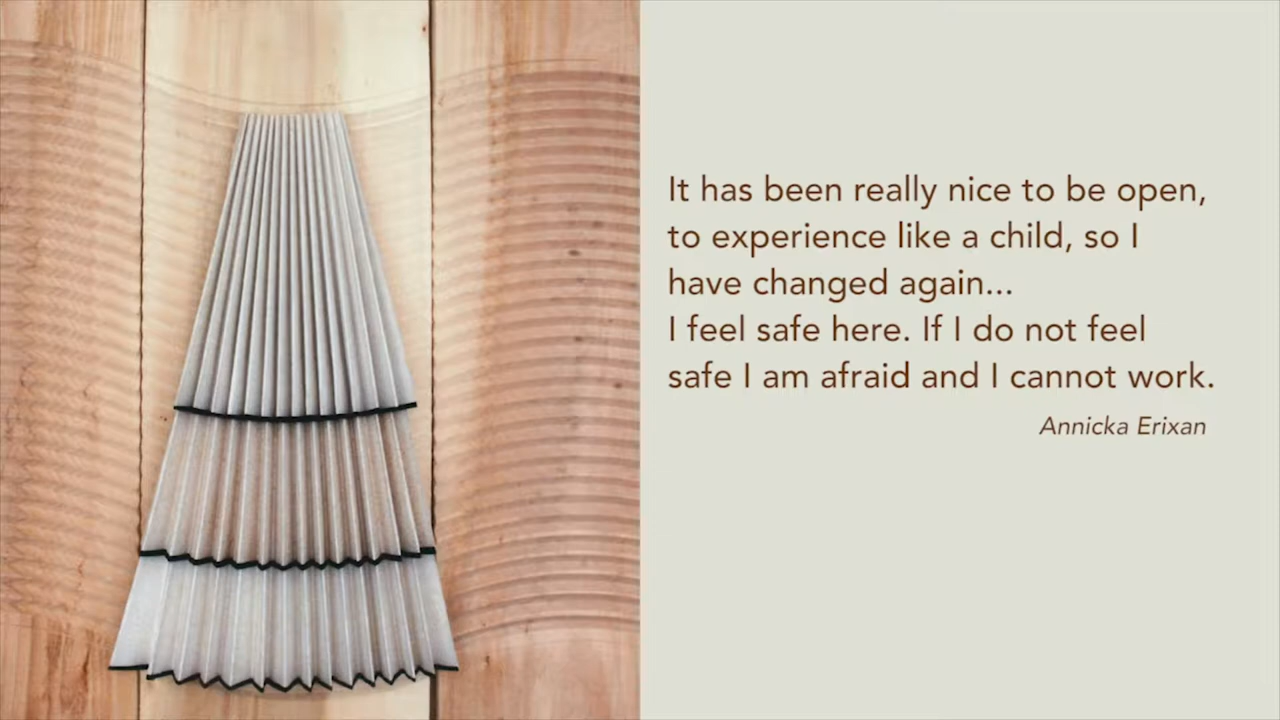 It has been really nice to be open,
to experience like a child, so I
have changed again...
I feel safe here. If I do not feel
safe I am afraid and I cannot work.
Annicka Erixan